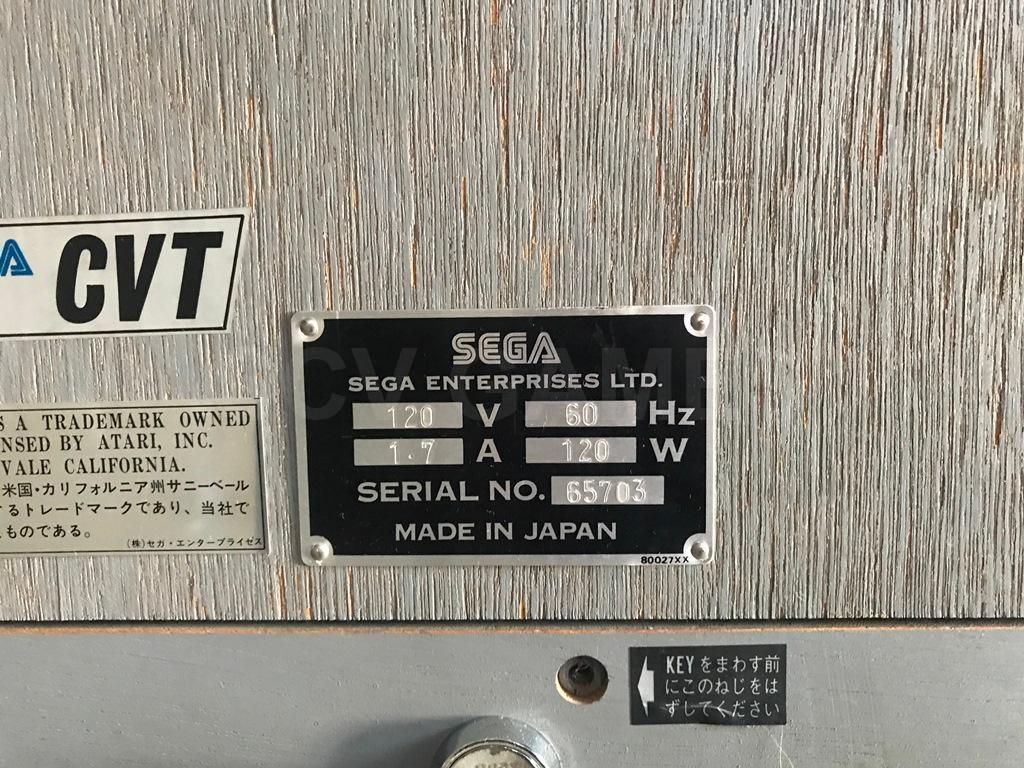 CVT
S A TRADEMARK OWNED
NSED BY ATARI, INC.
VALE CALIFORNIA.
米国・カリフォルニア州サニーベール
するトレードマークであり、当社で
ものである。
(株)セガ・エンタープライゼス
SEGA
SEGA ENTERPRISES LTD.
120 V 60 Hz
1.7 A 120 W
SERIAL NO. 65703
MADE IN JAPAN
80027XX
KEYをまわす前
にこのねじをは
ずしてください